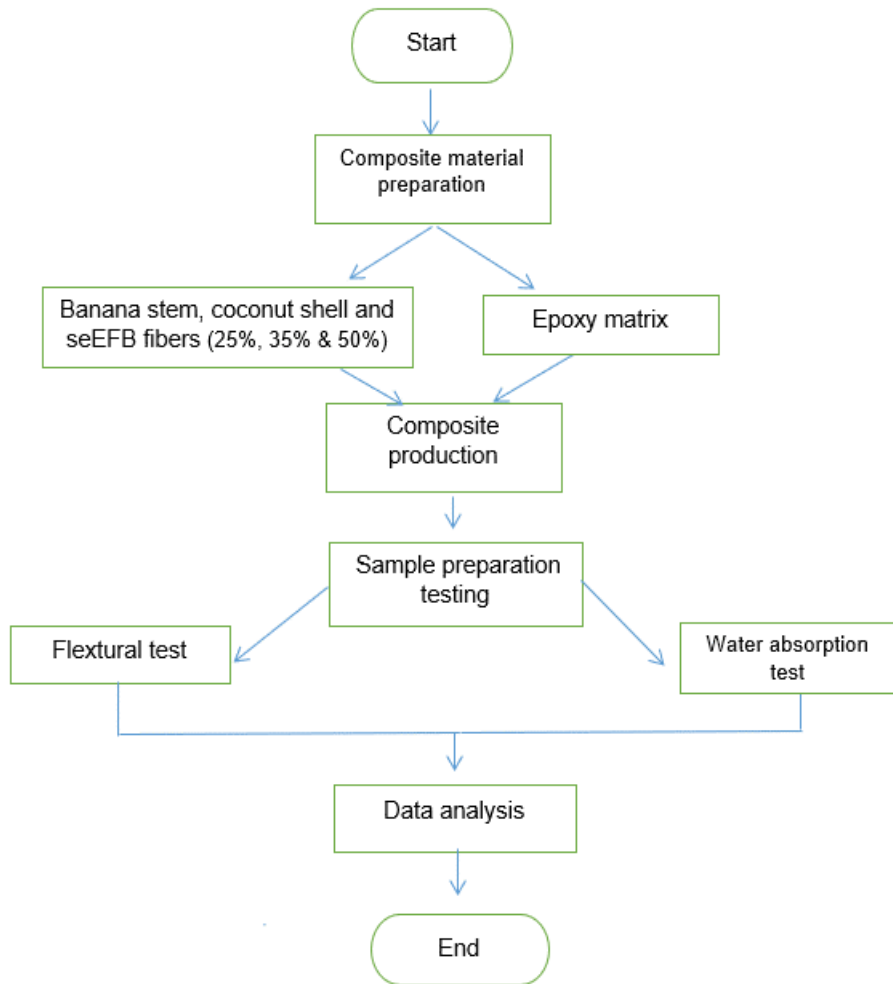 Start
Composite material
preparation
Banana stem, coconut shell and
seEFB fibers (25%, 35% & 50%)
Epoxy matrix
Composite
production
Sample preparation
testing
Flextural test
Water absorption
test
Data analysis
End